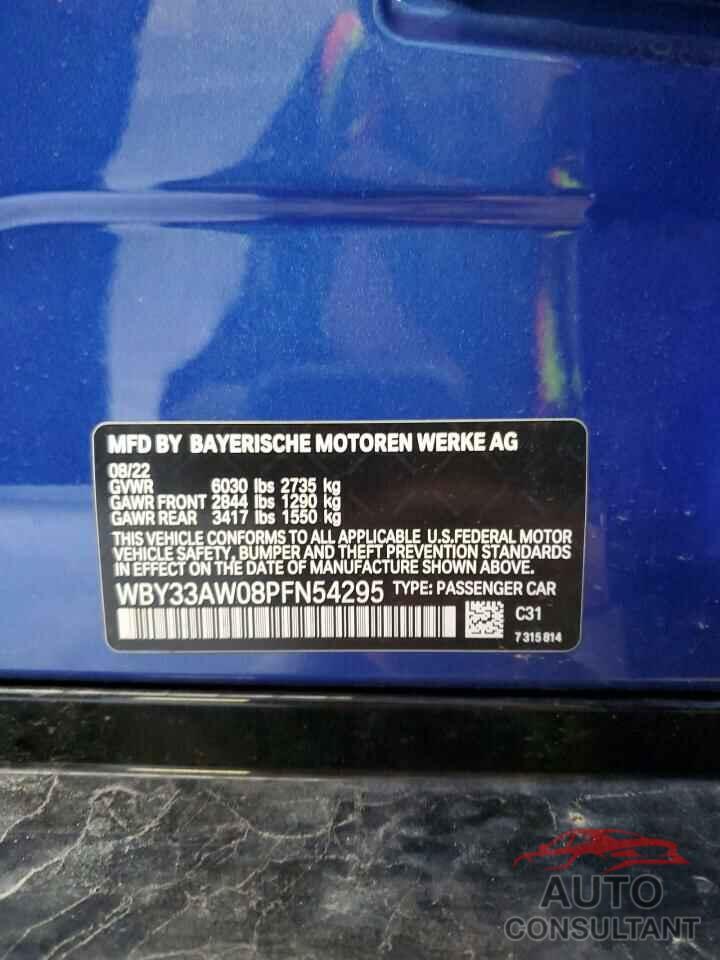 MFD BY BAYERISCHE MOTOREN WERKE AG
08/22
GVWR 6030 lbs 2735 kg
GAWR FRONT 2844 lbs 1290 kg
GAWR REAR 3417 lbs 1550 kg
THIS VEHICLE CONFORMS TO ALL APPLICABLE U.S.FEDERAL MOTOR
VEHICLE SAFETY, BUMPER AND THEFT PREVENTION STANDARDS
IN EFFECT ON THE DATE OF MANUFACTURE SHOWN ABOVE.
WBY33AW08PFN54295 TYPE: PASSENGER CAR
C31
7 315 814
AUTO
CONSULTANT